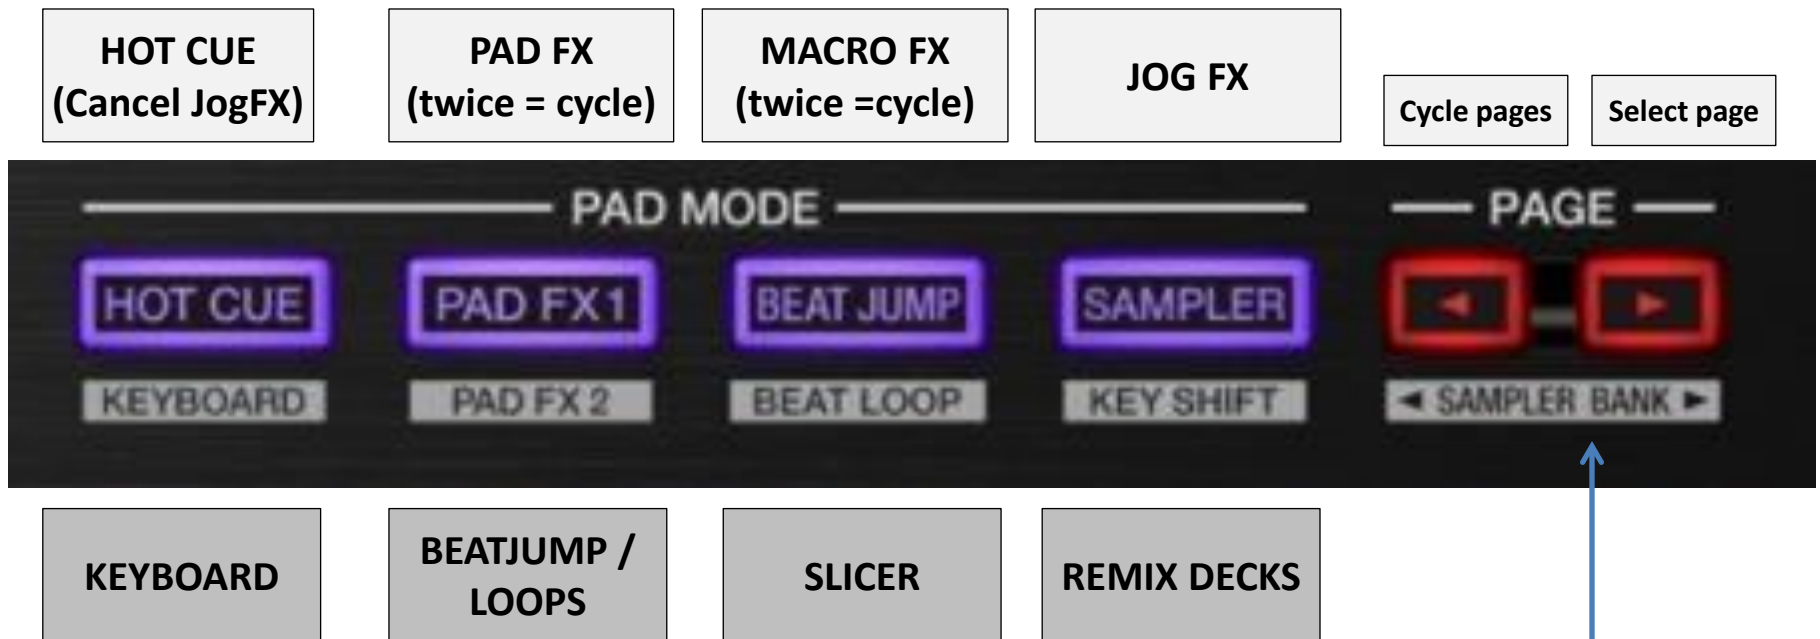 HOT CUE
(Cancel JogFX)
PAD FX
(twice = cycle)
MACRO FX
(twice =cycle)
JOG FX
Cycle pages
Select page
PAD MODE
PAGE
HOT CUE
PAD FX 1
BEAT JUMP
SAMPLER
◄
►
KEYBOARD
PAD FX 2
BEAT LOOP
KEY SHIFT
◄ SAMPLER BANK ►
KEYBOARD
BEATJUMP /
LOOPS
SLICER
REMIX DECKS